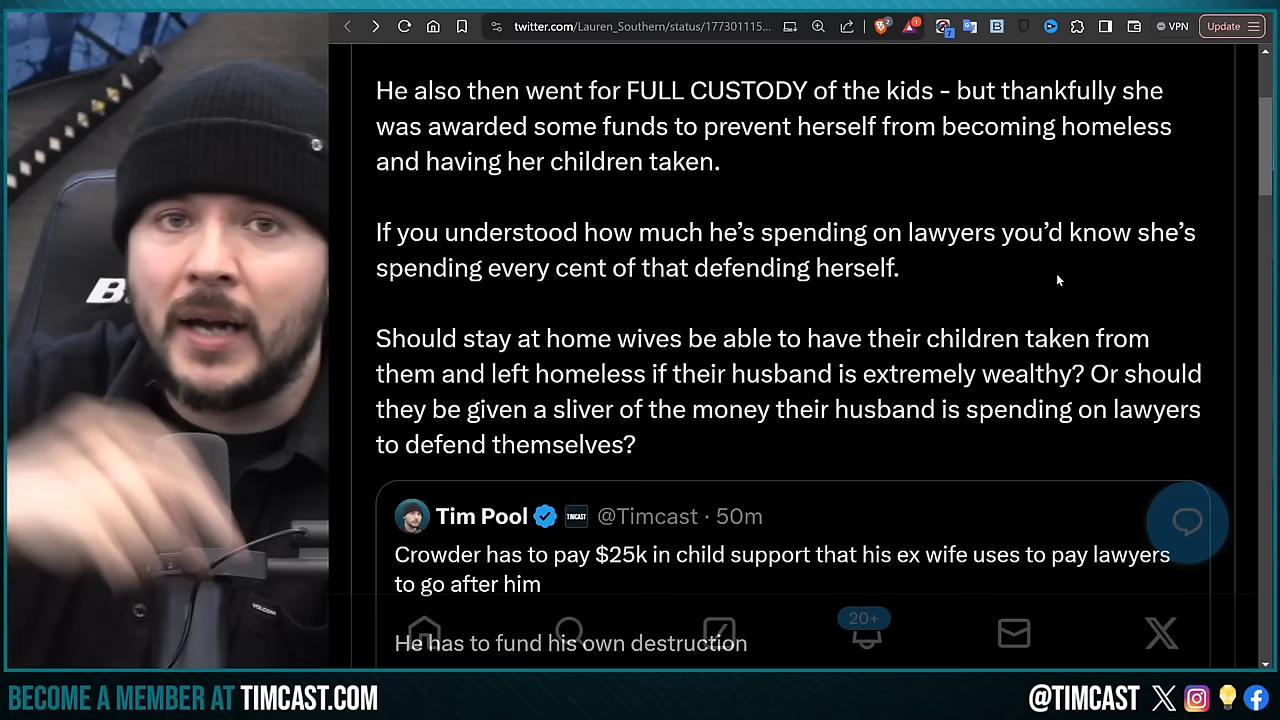 twitter.com/Lauren_Southern/status/177301115...
VPN
Update
He also then went for FULL CUSTODY of the kids - but thankfully she
was awarded some funds to prevent herself from becoming homeless
and having her children taken.
If you understood how much he’s spending on lawyers you’d know she’s
spending every cent of that defending herself.
Should stay at home wives be able to have their children taken from
them and left homeless if their husband is extremely wealthy? Or should
they be given a sliver of the money their husband is spending on lawyers
to defend themselves?
Tim Pool TIMCAST @Timcast · 50m
Crowder has to pay $25k in child support that his ex wife uses to pay lawyers
to go after him
20+
He has to fund his own destruction
VOLCOM
BECOME A MEMBER AT TIMCAST.COM
@TIMCAST